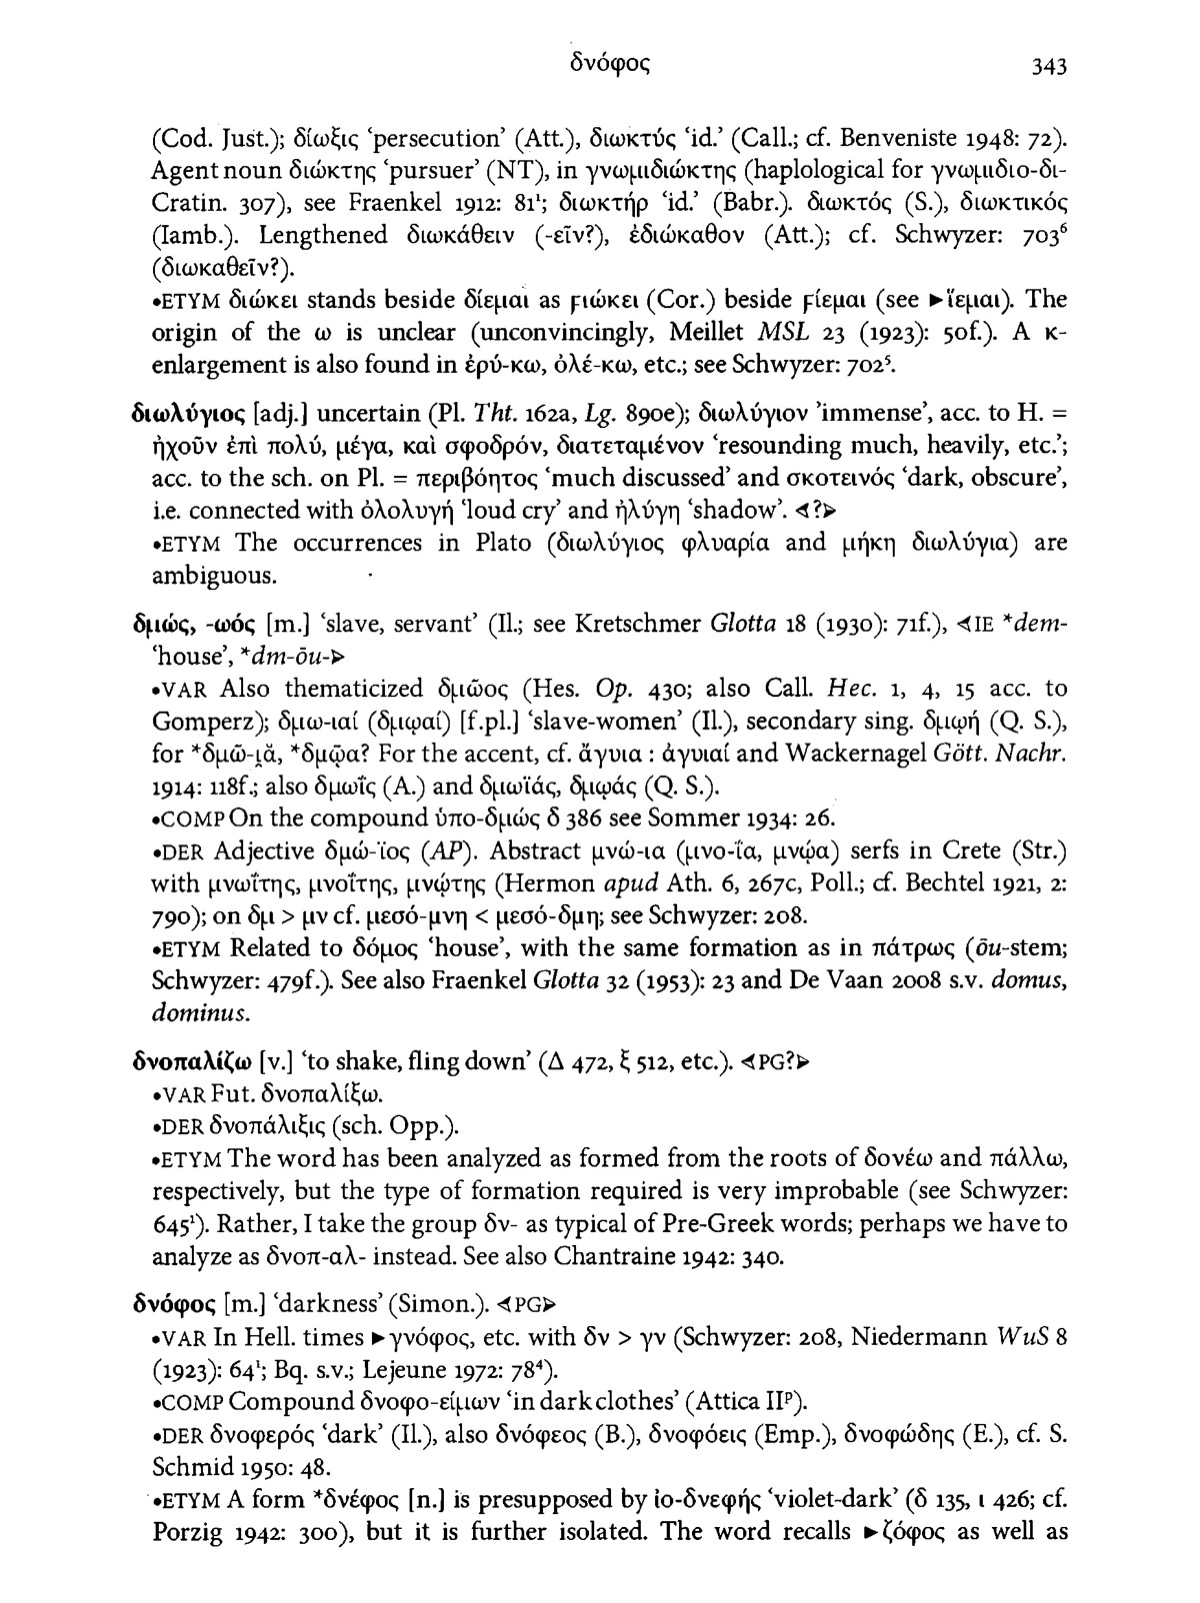 δνόφος 343
(Cod. Just.); δίωξις ‘persecution’ (Att.), διωκτύς ‘id.’ (Call.; cf. Benveniste 1948: 72).
Agent noun διώκτης ‘pursuer’ (NT), in γνωμιδιώκτης (haplological for γνωμιδιο-δι-
Cratin. 307), see Fraenkel 1912: 81¹; διωκτήρ ‘id.’ (Babr.). διωκτός (S.), διωκτικός
(Iamb.). Lengthened διωκάθειν (-εῖν?), ἐδιώκαθον (Att.); cf. Schwyzer: 703⁶
(διωκαθεῖν?).
•ETYM διώκει stands beside δίεμαι as ϝιώκει (Cor.) beside ϝίεμαι (see ►ἵεμαι). The
origin of the ω is unclear (unconvincingly, Meillet MSL 23 (1923): 50f.). A κ-
enlargement is also found in ἐρύ-κω, ὀλέ-κω, etc.; see Schwyzer: 702⁵.
διωλύγιος [adj.] uncertain (Pl. Tht. 162a, Lg. 890e); διωλύγιον ’immense’, acc. to H. =
ἠχοῦν ἐπὶ πολύ, μέγα, καὶ σφοδρόν, διατεταμένον ‘resounding much, heavily, etc.’;
acc. to the sch. on Pl. = περιβόητος ‘much discussed’ and σκοτεινός ‘dark, obscure’,
i.e. connected with ὀλολυγή ‘loud cry’ and ἠλύγη ‘shadow’. ⊲?⊳
•ETYM The occurrences in Plato (διωλύγιος φλυαρία and μήκη διωλύγια) are
ambiguous.
δμώς, -ωός [m.] ‘slave, servant’ (Il.; see Kretschmer Glotta 18 (1930): 71f.), ⊲IE *dem-
‘house’, *dm-ōu-⊳
•VAR Also thematicized δμῶος (Hes. Op. 430; also Call. Hec. 1, 4, 15 acc. to
Gomperz); δμω-ιαί (δμῳαί) [f.pl.] ‘slave-women’ (Il.), secondary sing. δμῳή (Q. S.),
for *δμῶ-ι̯ᾰ, *δμῷα? For the accent, cf. ἄγυια : ἀγυιαί and Wackernagel Gött. Nachr.
1914: 118f.; also δμωΐς (A.) and δμωϊάς, δμῳάς (Q. S.).
•COMP On the compound ὑπο-δμώς δ 386 see Sommer 1934: 26.
•DER Adjective δμώ-ϊος (AP). Abstract μνώ-ια (μνο-ΐα, μνῴα) serfs in Crete (Str.)
with μνωΐτης, μνοΐτης, μνῴτης (Hermon apud Ath. 6, 267c, Poll.; cf. Bechtel 1921, 2:
790); on δμ > μν cf. μεσό-μνη < μεσό-δμη; see Schwyzer: 208.
•ETYM Related to δόμος ‘house’, with the same formation as in πάτρως (ōu-stem;
Schwyzer: 479f.). See also Fraenkel Glotta 32 (1953): 23 and De Vaan 2008 s.v. domus,
dominus.
δνοπαλίζω [v.] ‘to shake, fling down’ (Δ 472, ξ 512, etc.). ⊲PG?⊳
•VAR Fut. δνοπαλίξω.
•DER δνοπάλιξις (sch. Opp.).
•ETYM The word has been analyzed as formed from the roots of δονέω and πάλλω,
respectively, but the type of formation required is very improbable (see Schwyzer:
645¹). Rather, I take the group δν- as typical of Pre-Greek words; perhaps we have to
analyze as δνοπ-αλ- instead. See also Chantraine 1942: 340.
δνόφος [m.] ‘darkness’ (Simon.). ⊲PG⊳
•VAR In Hell. times ►γνόφος, etc. with δν > γν (Schwyzer: 208, Niedermann WuS 8
(1923): 64¹; Bq. s.v.; Lejeune 1972: 78⁴).
•COMP Compound δνοφο-είμων ‘in dark clothes’ (Attica IIᵖ).
•DER δνοφερός ‘dark’ (Il.), also δνόφεος (B.), δνοφόεις (Emp.), δνοφώδης (E.), cf. S.
Schmid 1950: 48.
•ETYM A form *δνέφος [n.] is presupposed by ἰο-δνεφής ‘violet-dark’ (δ 135, ι 426; cf.
Porzig 1942: 300), but it is further isolated. The word recalls ►ζόφος as well as